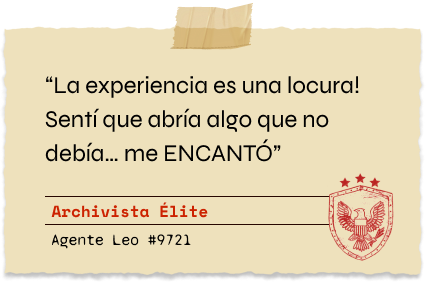 “La experiencia es una locura!
Sentí que abría algo que no
debía... me ENCANTÓ”
Archivista Élite
Agente Leo #9721